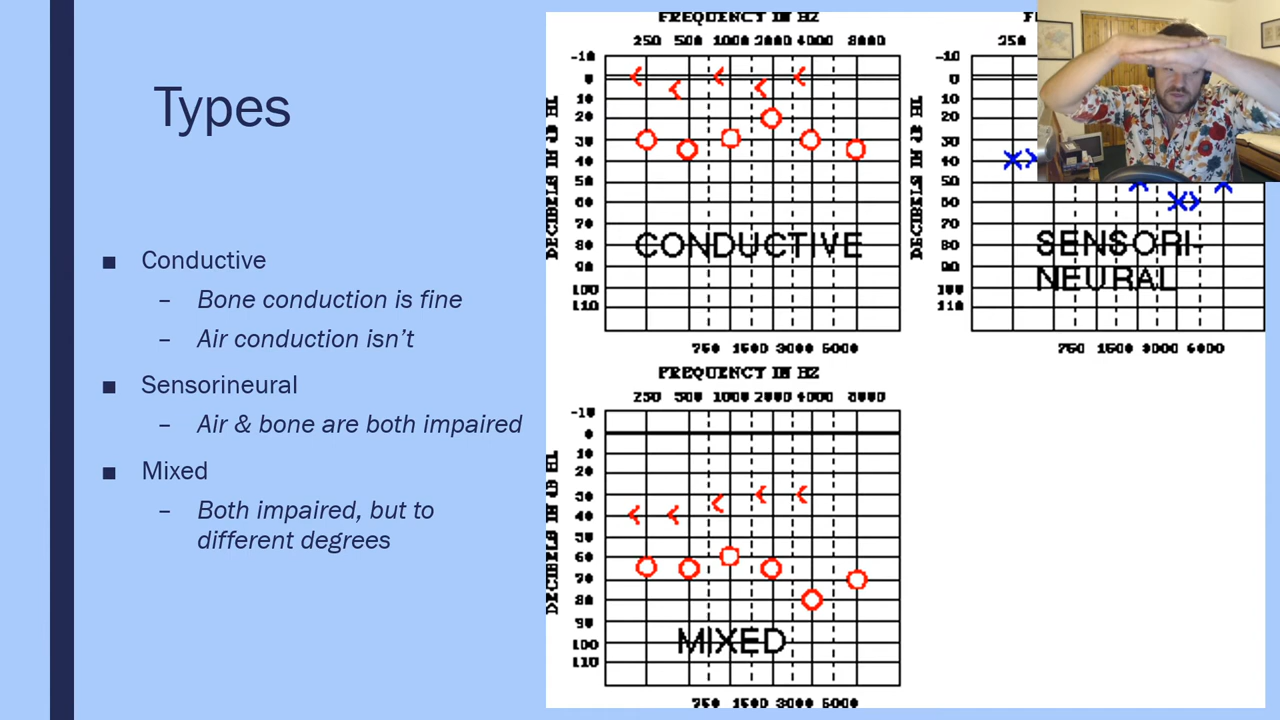 Types
■ Conductive
– Bone conduction is fine
– Air conduction isn't
■ Sensorineural
– Air & bone are both impaired
■ Mixed
– Both impaired, but to
different degrees
FREQUENCY IN HZ
250 500 1000 2000 4000 8000
DECIBELS IN dB HL
-10
0
10
20
30
40
50
60
70
80
90
100
110
CONDUCTIVE
750 1500 3000 6000
250
DECIBELS IN dB HL
-10
0
10
20
30
40
50
60
70
80
90
100
110
SENSORI-
NEURAL
750 1500 3000 6000
FREQUENCY IN HZ
250 500 1000 2000 4000 8000
DECIBELS IN dB HL
-10
0
10
20
30
40
50
60
70
80
90
100
110
MIXED
750 1500 3000 6000